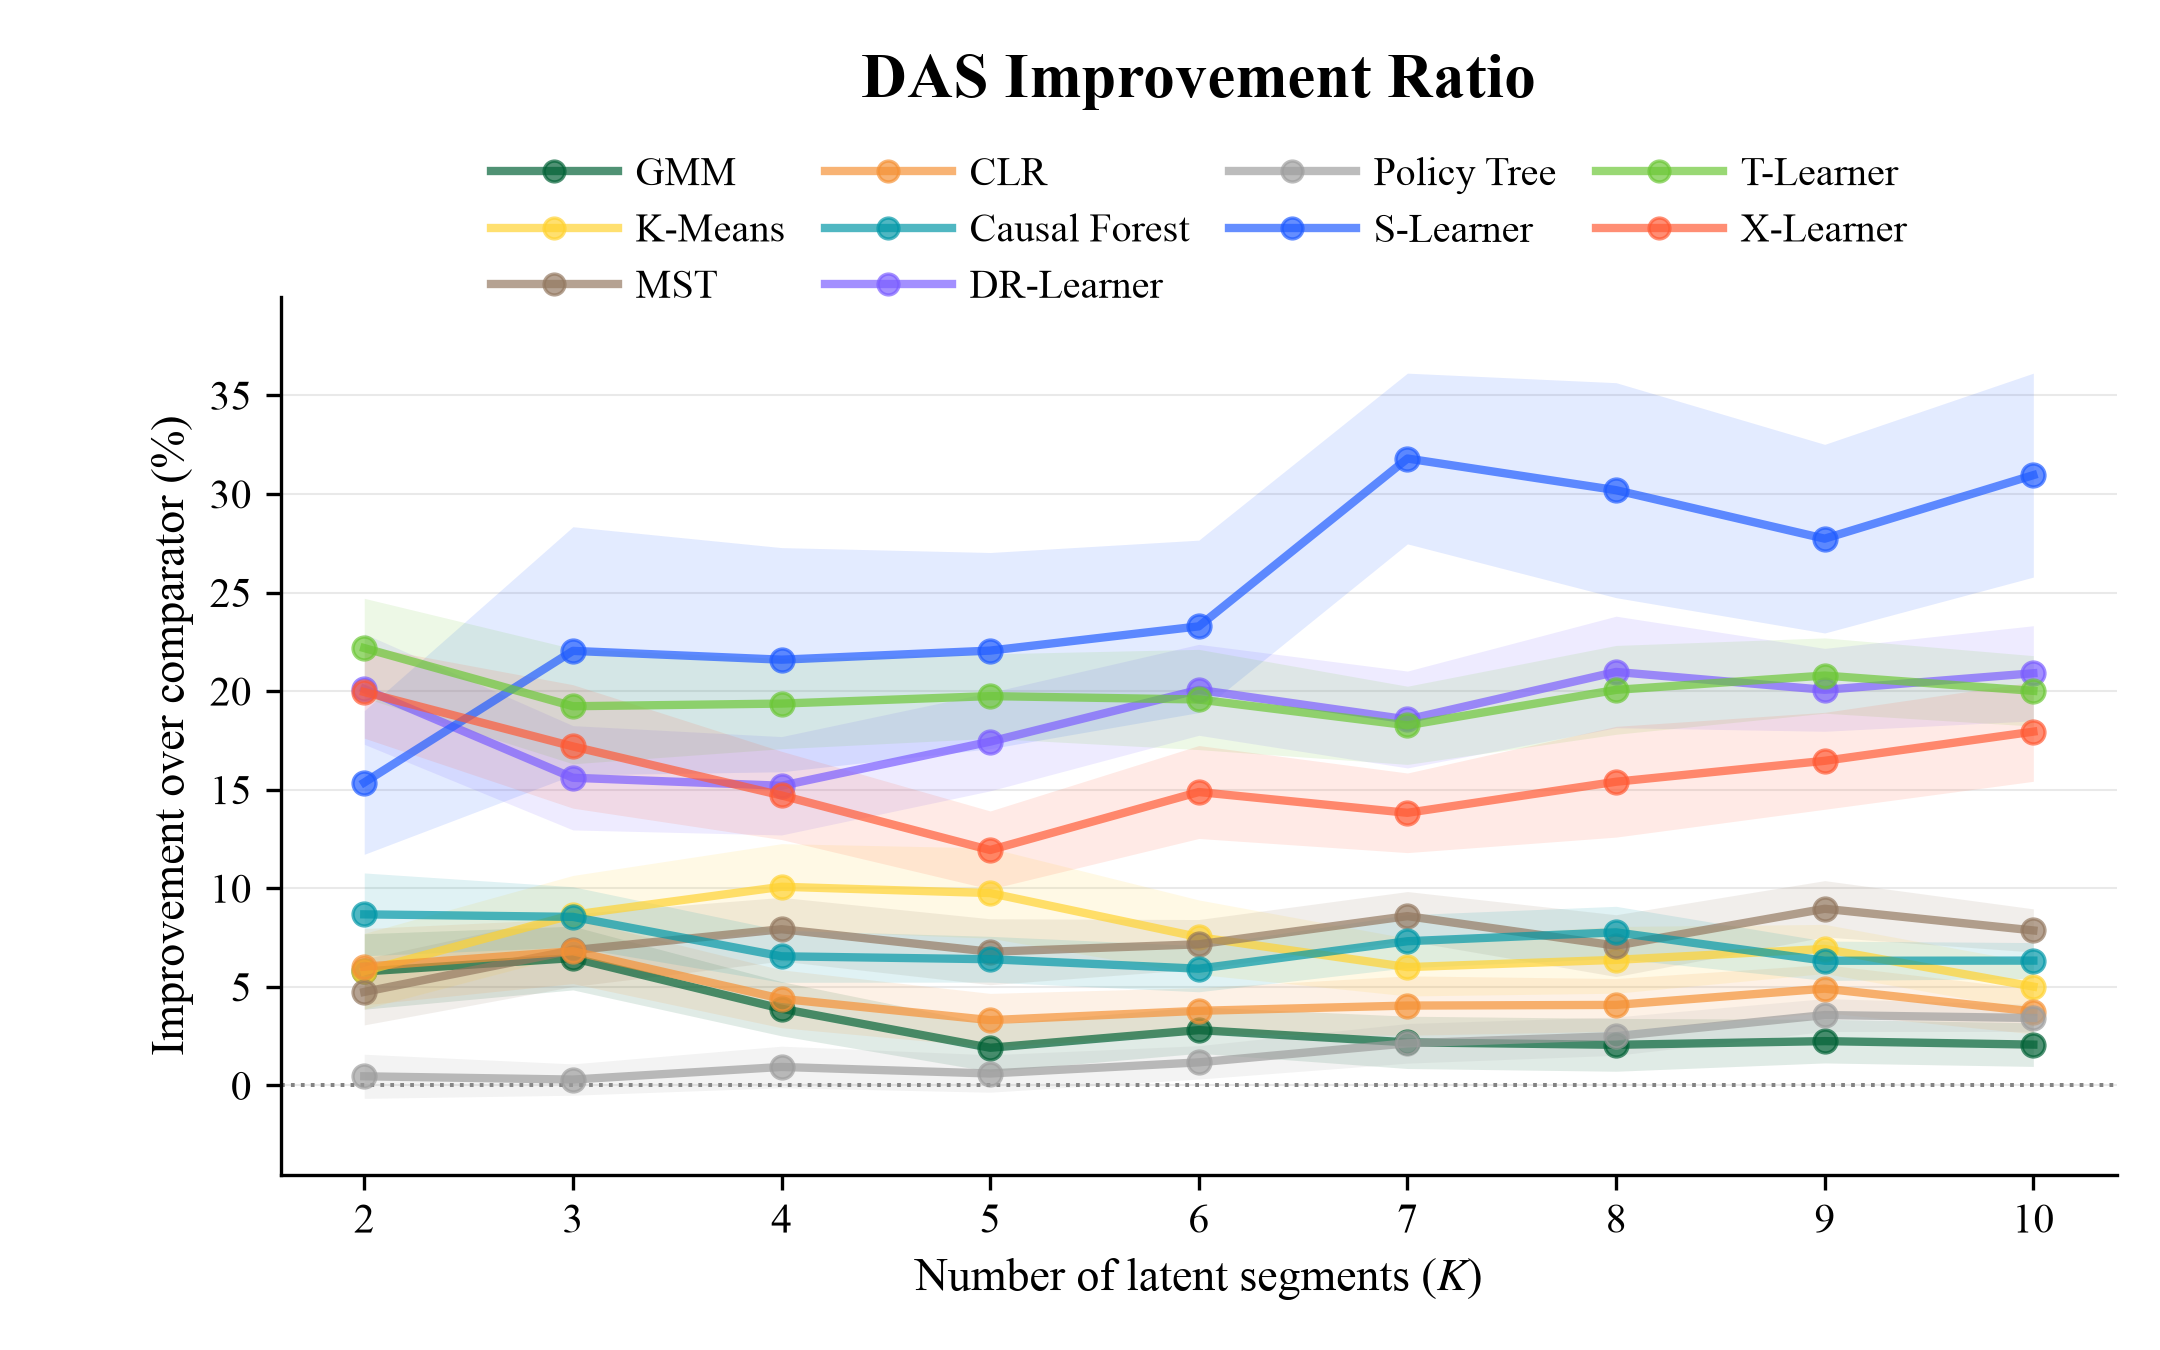 DAS Improvement Ratio
GMM CLR Policy Tree T-Learner
K-Means Causal Forest S-Learner X-Learner
MST DR-Learner
Improvement over comparator (%)
35
30
25
20
15
10
5
0
2 3 4 5 6 7 8 9 10
Number of latent segments (K)